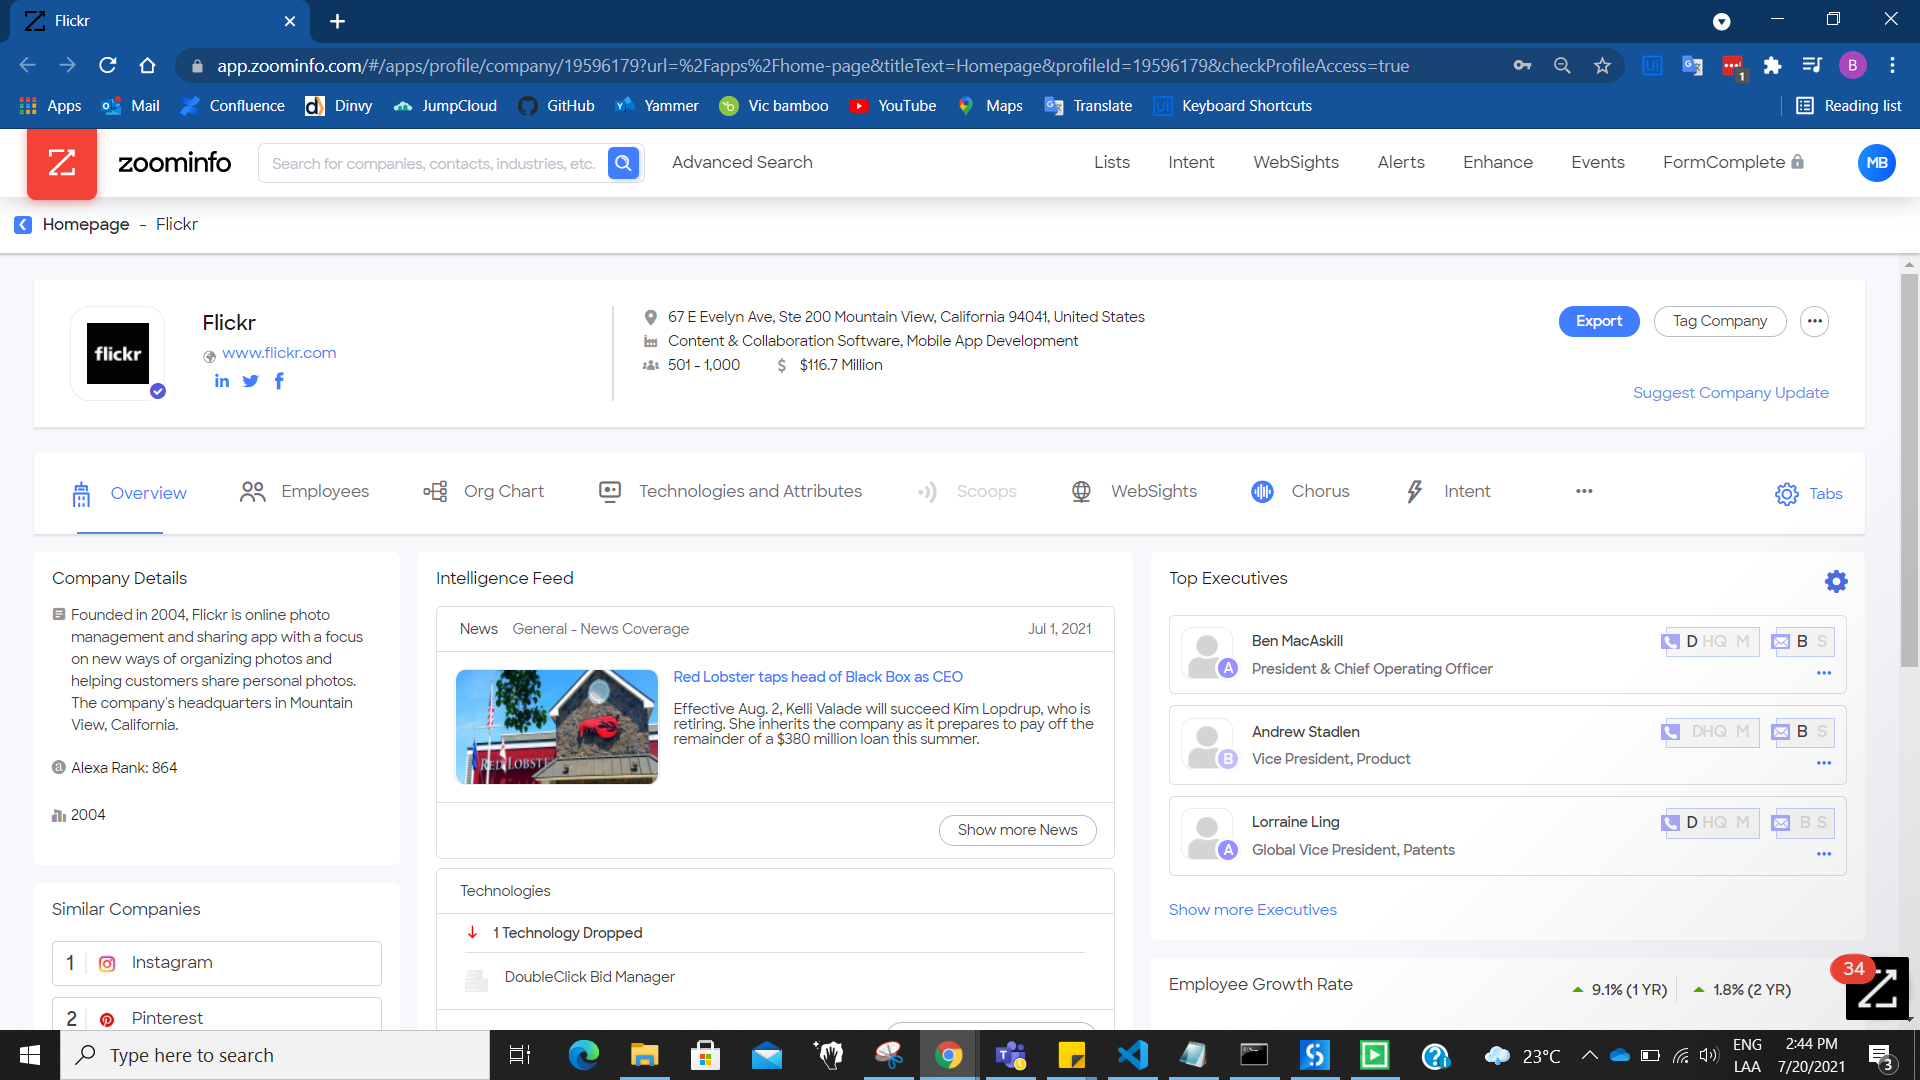 Flickr
app.zoominfo.com/#/apps/profile/company/19596179?url=%2Fapps%2Fhome-page&titleText=Homepage&profileId=19596179&checkProfileAccess=true
1
B
Apps
Mail
Confluence
Dinvy
JumpCloud
GitHub
Yammer
Vic bamboo
YouTube
Maps
Translate
Keyboard Shortcuts
Reading list
zoominfo
Search for companies, contacts, industries, etc.
Advanced Search
Lists
Intent
WebSights
Alerts
Enhance
Events
FormComplete
MB
Homepage - Flickr
flickr
Flickr
www.flickr.com
67 E Evelyn Ave, Ste 200 Mountain View, California 94041, United States
Content & Collaboration Software, Mobile App Development
501 - 1,000
$ $116.7 Million
Export
Tag Company
Suggest Company Update
Overview
Employees
Org Chart
Technologies and Attributes
Scoops
WebSights
Chorus
Intent
Tabs
Company Details
Founded in 2004, Flickr is online photo
management and sharing app with a focus
on new ways of organizing photos and
helping customers share personal photos.
The company's headquarters in Mountain
View, California.
Alexa Rank: 864
2004
Similar Companies
1 Instagram
2 Pinterest
Intelligence Feed
News General - News Coverage
Jul 1, 2021
RED LOBSTER
Red Lobster taps head of Black Box as CEO
Effective Aug. 2, Kelli Valade will succeed Kim Lopdrup, who is
retiring. She inherits the company as it prepares to pay off the
remainder of a $380 million loan this summer.
Show more News
Technologies
1 Technology Dropped
DoubleClick Bid Manager
Top Executives
Ben MacAskill
President & Chief Operating Officer
A
D HQ M
B S
Andrew Stadlen
Vice President, Product
B
D HQ M
B S
Lorraine Ling
Global Vice President, Patents
A
D HQ M
B S
Show more Executives
Employee Growth Rate
9.1% (1 YR)
1.8% (2 YR)
34
Type here to search
23°C
ENG
LAA
2:44 PM
7/20/2021
3